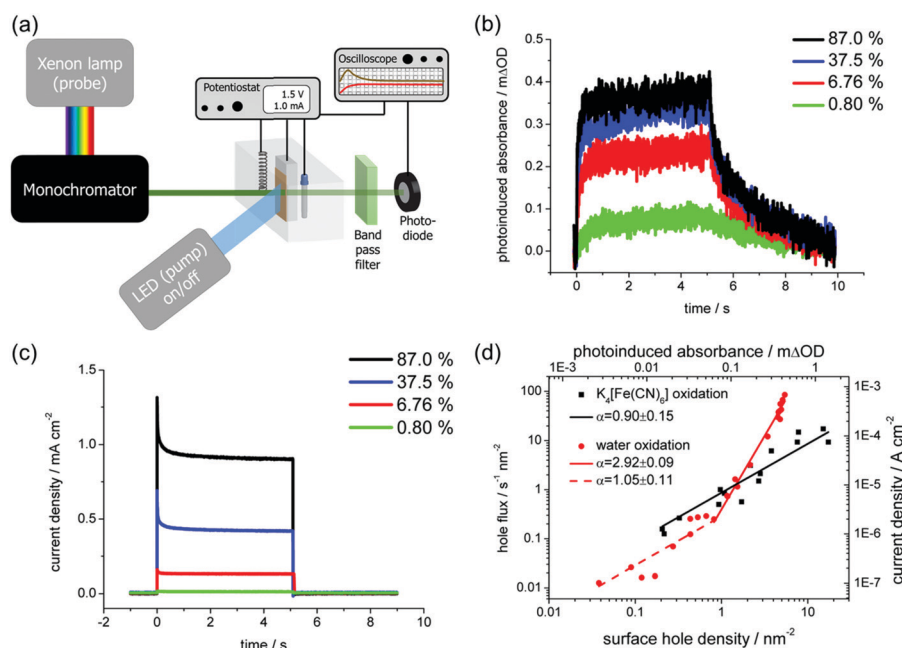 (a)
Xenon lamp
(probe)
Monochromator
LED (pump)
on/off
Potentiostat
1.5 V
1.0 mA
Oscilloscope
Band
pass
filter
Photo-
diode
(b)
photoinduced absorbance / mΔOD
0.4
0.3
0.2
0.1
0.0
87.0 %
37.5 %
6.76 %
0.80 %
0 2 4 6 8 10
time / s
(c)
current density / mA cm-2
1.5
1.0
0.5
0.0
87.0 %
37.5 %
6.76 %
0.80 %
-2 0 2 4 6 8 10
time / s
(d)
photoinduced absorbance / mΔOD
1E-3 0.01 0.1 1
hole flux / s-1 nm-2
100
10
1
0.1
0.01
K4[Fe(CN)6] oxidation
α=0.90±0.15
water oxidation
α=2.92±0.09
α=1.05±0.11
1E-3
1E-4
1E-5
1E-6
1E-7
current density / A cm-2
0.01 0.1 1 10
surface hole density / nm-2